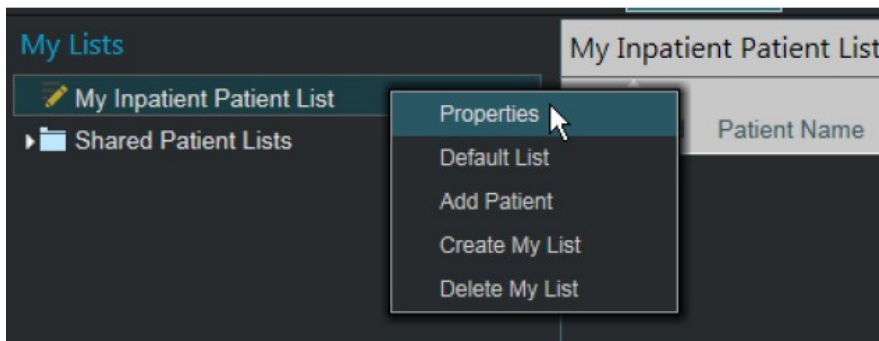 My Lists
My Inpatient Patient List
Shared Patient Lists
Properties
Default List
Add Patient
Create My List
Delete My List
My Inpatient Patient List
Patient Name